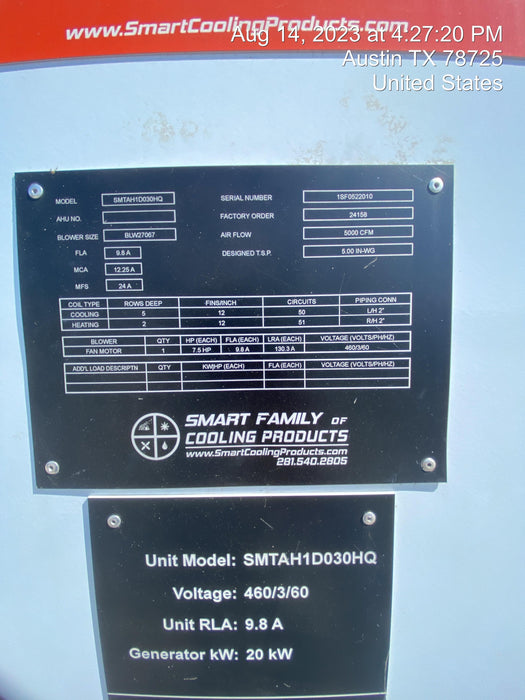 www.SmartCoolingProducts.com
Aug 14, 2023 at 4:27:20 PM
Austin TX 78725
United States
MODEL SMTAH1D030HQ SERIAL NUMBER 1SF0522010
AHU NO. FACTORY ORDER 24158
BLOWER SIZE BLW27067 AIR FLOW 5000 CFM
FLA 9.8 A DESIGNED T.S.P. 5.00 IN-WG
MCA 12.25 A
MFS 24 A
COIL TYPE ROWS DEEP FINS/INCH CIRCUITS PIPING CONN
COOLING 5 12 50 L/H 2"
HEATING 2 12 51 R/H 2"
BLOWER QTY HP (EACH) FLA (EACH) LRA (EACH) VOLTAGE (VOLTS/PH/HZ)
FAN MOTOR 1 7.5 HP 9.8 A 130.3 A 460/3/60
ADD'L LOAD DESCRIPTN QTY KW/HP (EACH) FLA (EACH) VOLTAGE (VOLTS/PH/HZ)
SMART FAMILY OF
COOLING PRODUCTS
www.SmartCoolingProducts.com
281.540.2805
Unit Model: SMTAH1D030HQ
Voltage: 460/3/60
Unit RLA: 9.8 A
Generator kW: 20 kW